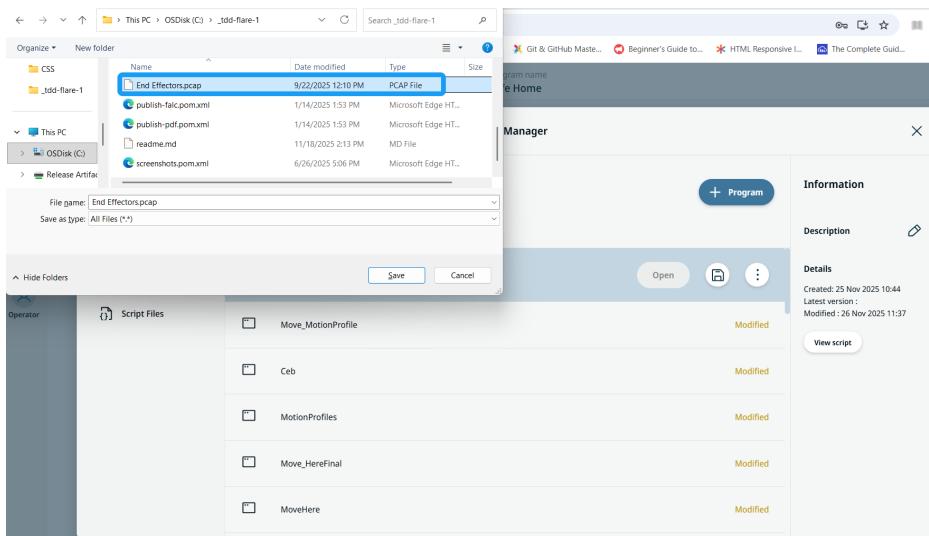 This PC > OSDisk (C:) > _tdd-flare-1
Search _tdd-flare-1
Organize
New folder
Git & GitHub Maste...
Beginner's Guide to...
HTML Responsive I...
The Complete Guid...
CSS
_tdd-flare-1
This PC
OSDisk (C:)
Release Artifac
Name
Date modified
Type
Size
End Effectors.pcap
9/22/2025 12:10 PM
PCAP File
publish-falc.pom.xml
1/14/2025 1:53 PM
Microsoft Edge HT...
publish-pdf.pom.xml
1/14/2025 1:53 PM
Microsoft Edge HT...
readme.md
11/18/2025 2:13 PM
MD File
screenshots.pom.xml
6/26/2025 5:06 PM
Microsoft Edge HT...
File name: End Effectors.pcap
Save as type: All Files (*.*)
Hide Folders
Save
Cancel
gram name
e Home
Manager
+ Program
Open
Operator
Script Files
Move_MotionProfile
Modified
Ceb
Modified
MotionProfiles
Modified
Move_HereFinal
Modified
MoveHere
Modified
Information
Description
Details
Created: 25 Nov 2025 10:44
Latest version :
Modified : 26 Nov 2025 11:37
View script